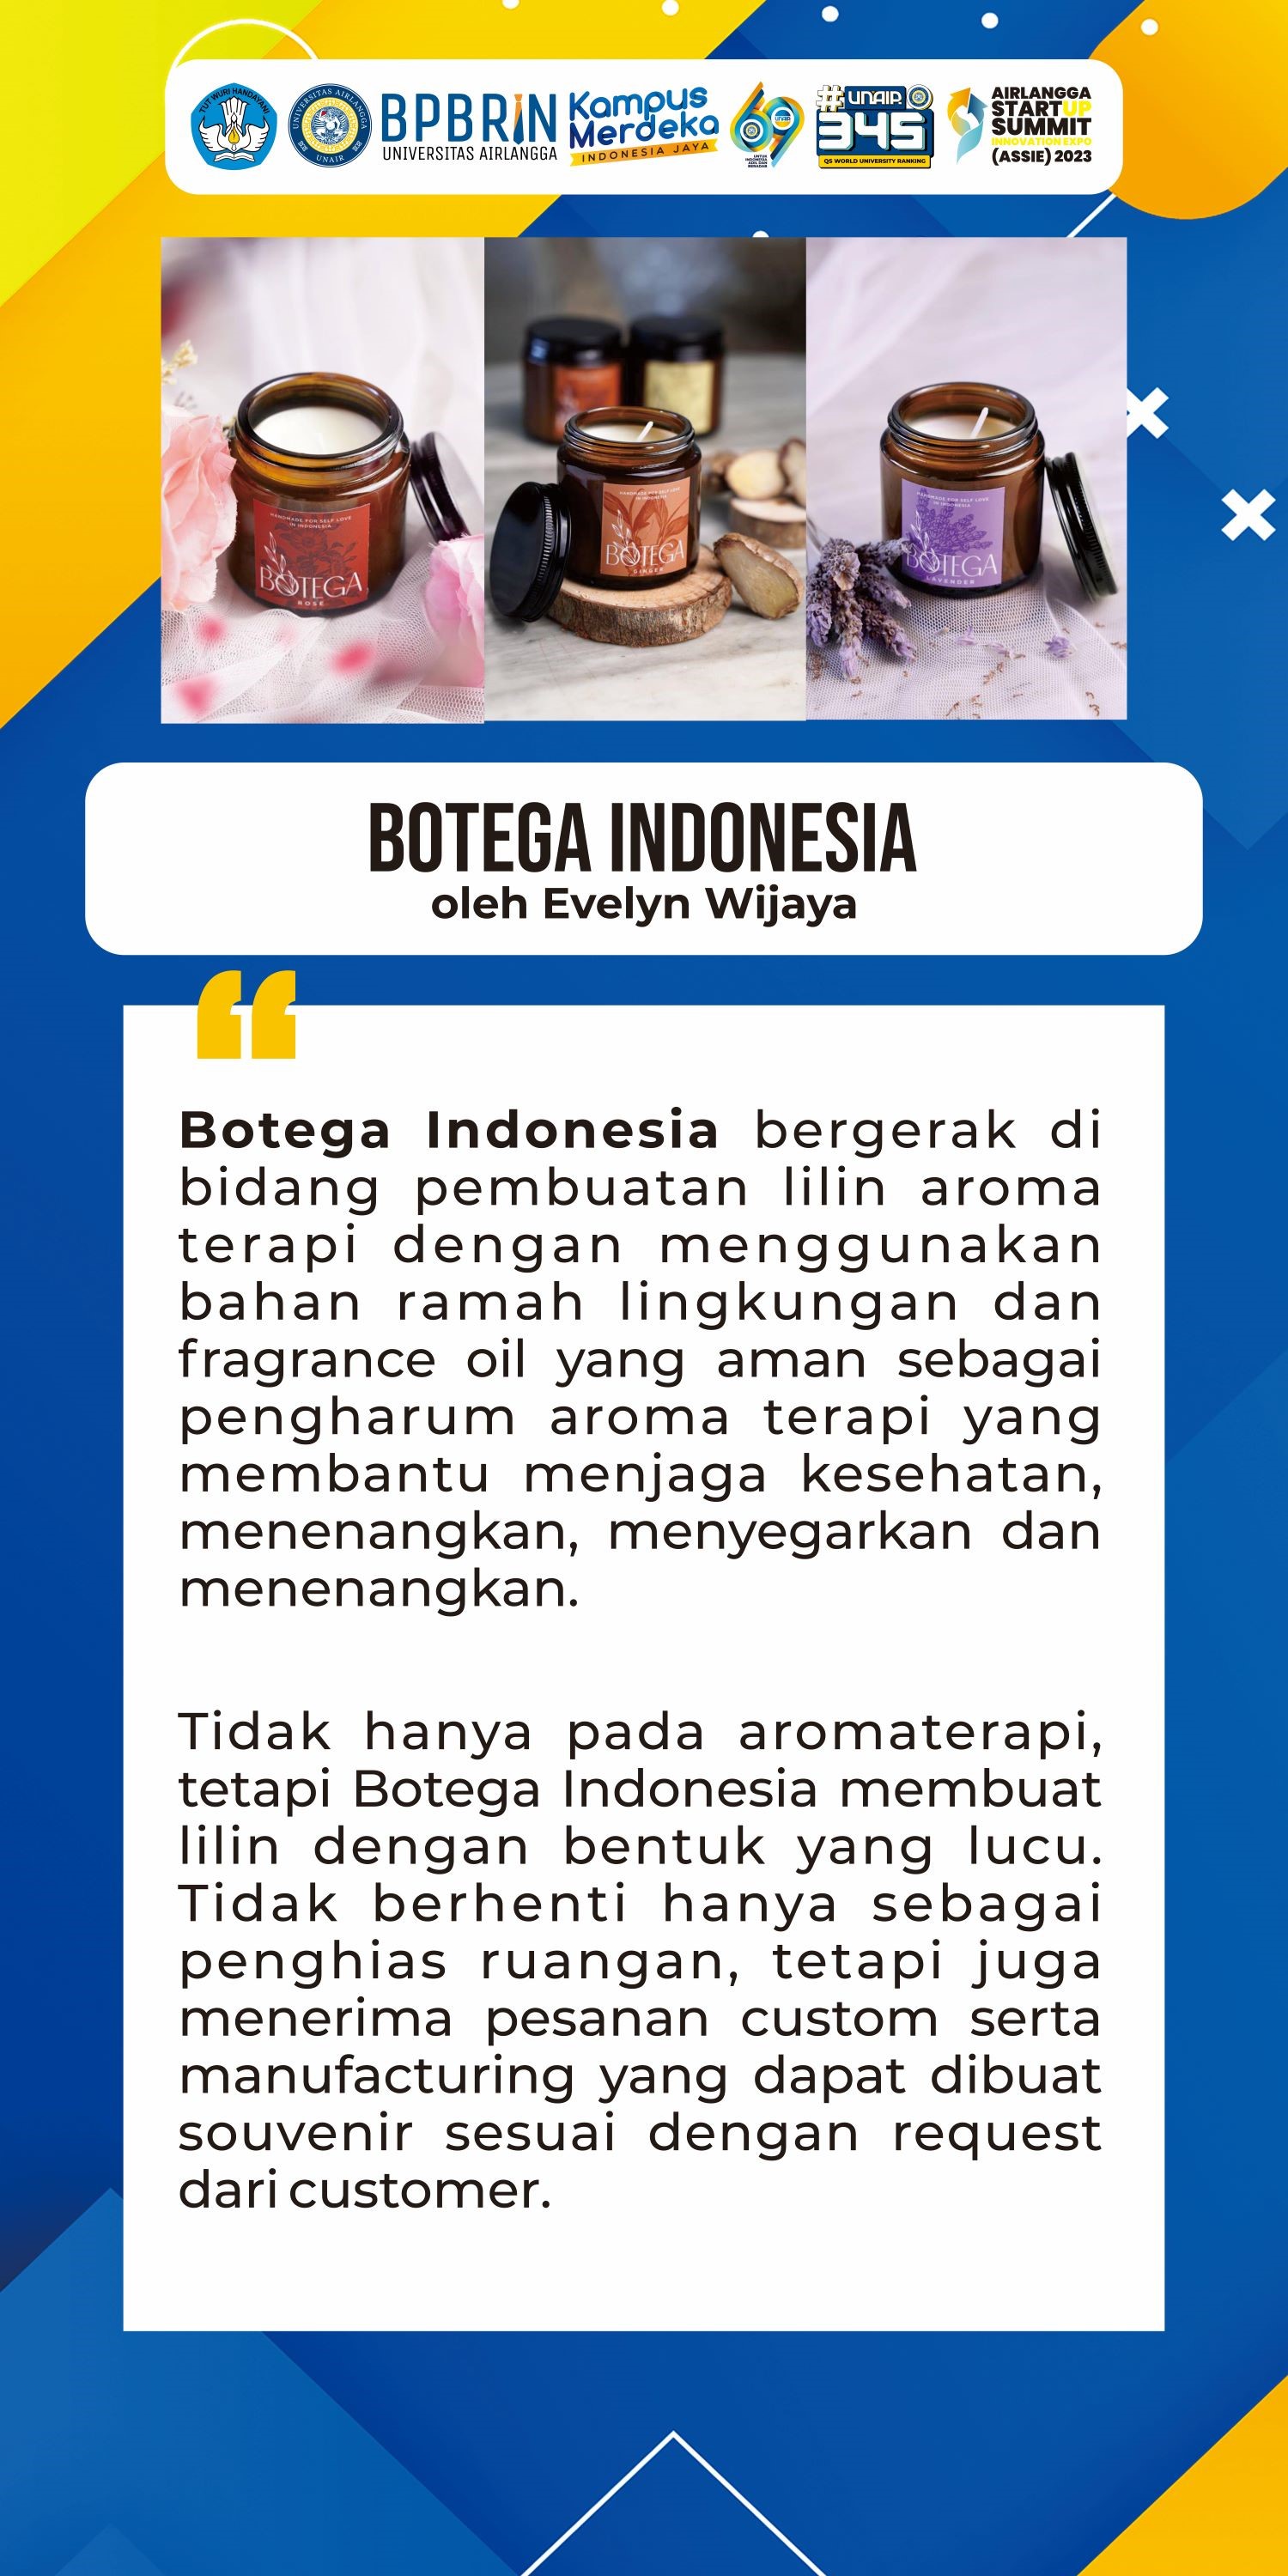 TUT WURI HANDAYANI
UNIVERSITAS AIRLANGGA
UNAIR
BPBRIN
UNIVERSITAS AIRLANGGA
Kampus
Merdeka
INDONESIA JAYA
69
#UNAIR
345
QS WORLD UNIVERSITY RANKING
AIRLANGGA
STARTUP
SUMMIT
INNOVATION EXPO
(ASSIE) 2023
HANDMADE FOR SELF LOVE
IN INDONESIA
BOTEGA
ROSE
HANDMADE FOR SELF LOVE
IN INDONESIA
BOTEGA
GINGER
HANDMADE FOR SELF LOVE
IN INDONESIA
BOTEGA
LAVENDER
BOTEGA INDONESIA
oleh Evelyn Wijaya
“
Botega Indonesia bergerak di
bidang pembuatan lilin aroma
terapi dengan menggunakan
bahan ramah lingkungan dan
fragrance oil yang aman sebagai
pengharum aroma terapi yang
membantu menjaga kesehatan,
menenangkan, menyegarkan dan
menenangkan.
Tidak hanya pada aromaterapi,
tetapi Botega Indonesia membuat
lilin dengan bentuk yang lucu.
Tidak berhenti hanya sebagai
penghias ruangan, tetapi juga
menerima pesanan custom serta
manufacturing yang dapat dibuat
souvenir sesuai dengan request
dari customer.